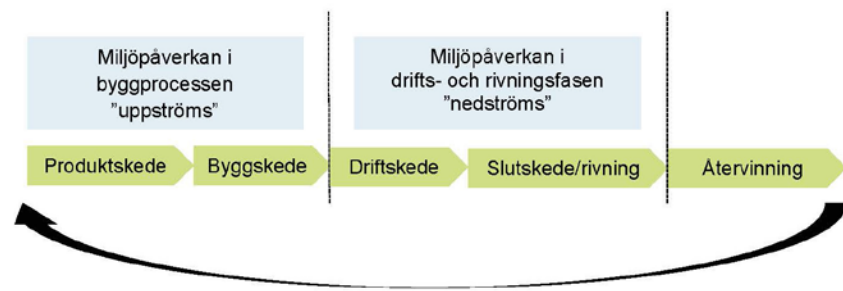 Miljöpåverkan i
byggprocessen
”uppströms”
Miljöpåverkan i
drifts- och rivningsfasen
”nedströms”
Produktskede
Byggskede
Driftskede
Slutskede/rivning
Återvinning